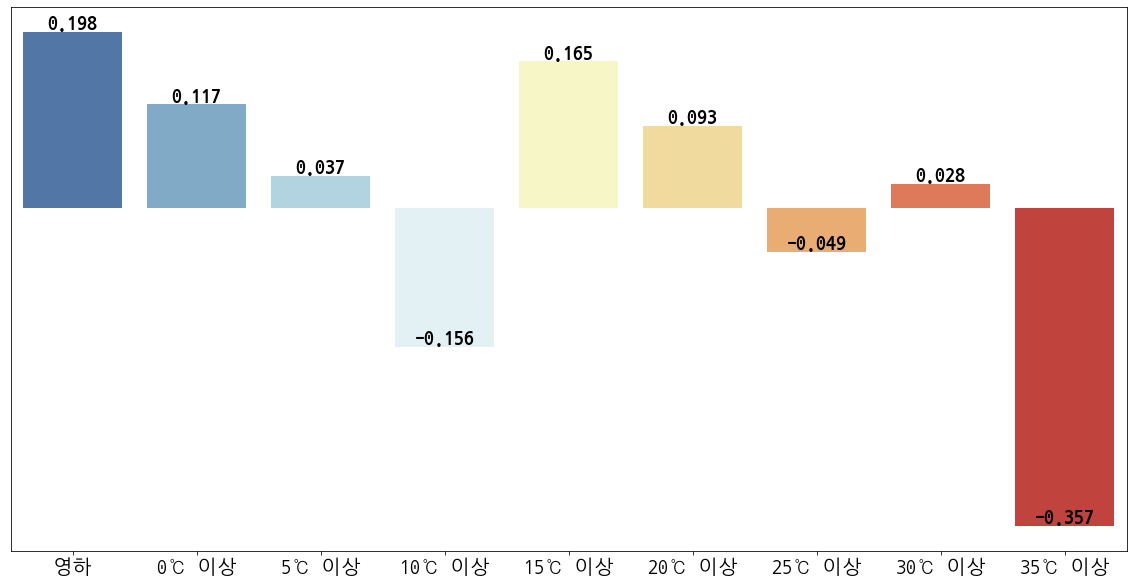 0.198
0.117
0.037
-0.156
0.165
0.093
-0.049
0.028
-0.357
영하
0℃ 이상
5℃ 이상
10℃ 이상
15℃ 이상
20℃ 이상
25℃ 이상
30℃ 이상
35℃ 이상